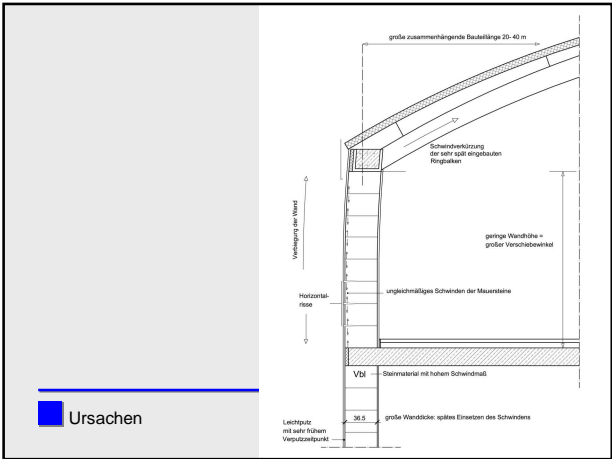 große zusammenhängende Bauteillänge 20- 40 m
Schwindverkürzung
der sehr spät eingebauten
Ringbalken
Verbiegung der Wand
geringe Wandhöhe =
großer Verschiebewinkel
Horizontal-
risse
ungleichmäßiges Schwinden der Mauersteine
Vbl
Steinmaterial mit hohem Schwindmaß
Ursachen
36.5
große Wanddicke: spätes Einsetzen des Schwindens
Leichtputz
mit sehr frühem
Verputzzeitpunkt